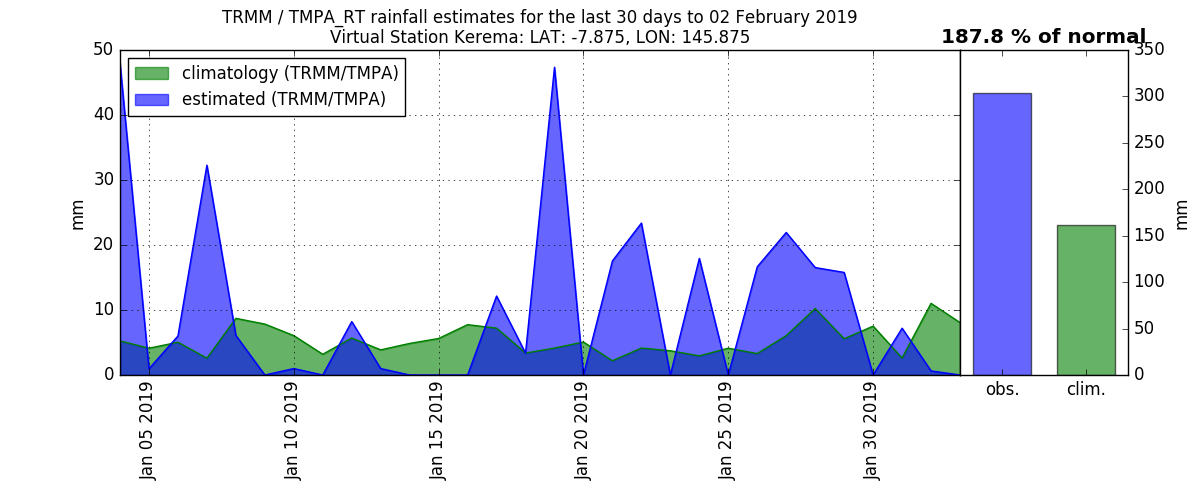 TRMM / TMPA_RT rainfall estimates for the last 30 days to 02 February 2019
Virtual Station Kerema: LAT: -7.875, LON: 145.875
187.8 % of normal
climatology (TRMM/TMPA)
estimated (TRMM/TMPA)
50
40
30
20
10
0
mm
Jan 05 2019
Jan 10 2019
Jan 15 2019
Jan 20 2019
Jan 25 2019
Jan 30 2019
obs.
clim.
350
300
250
200
150
100
50
0
mm